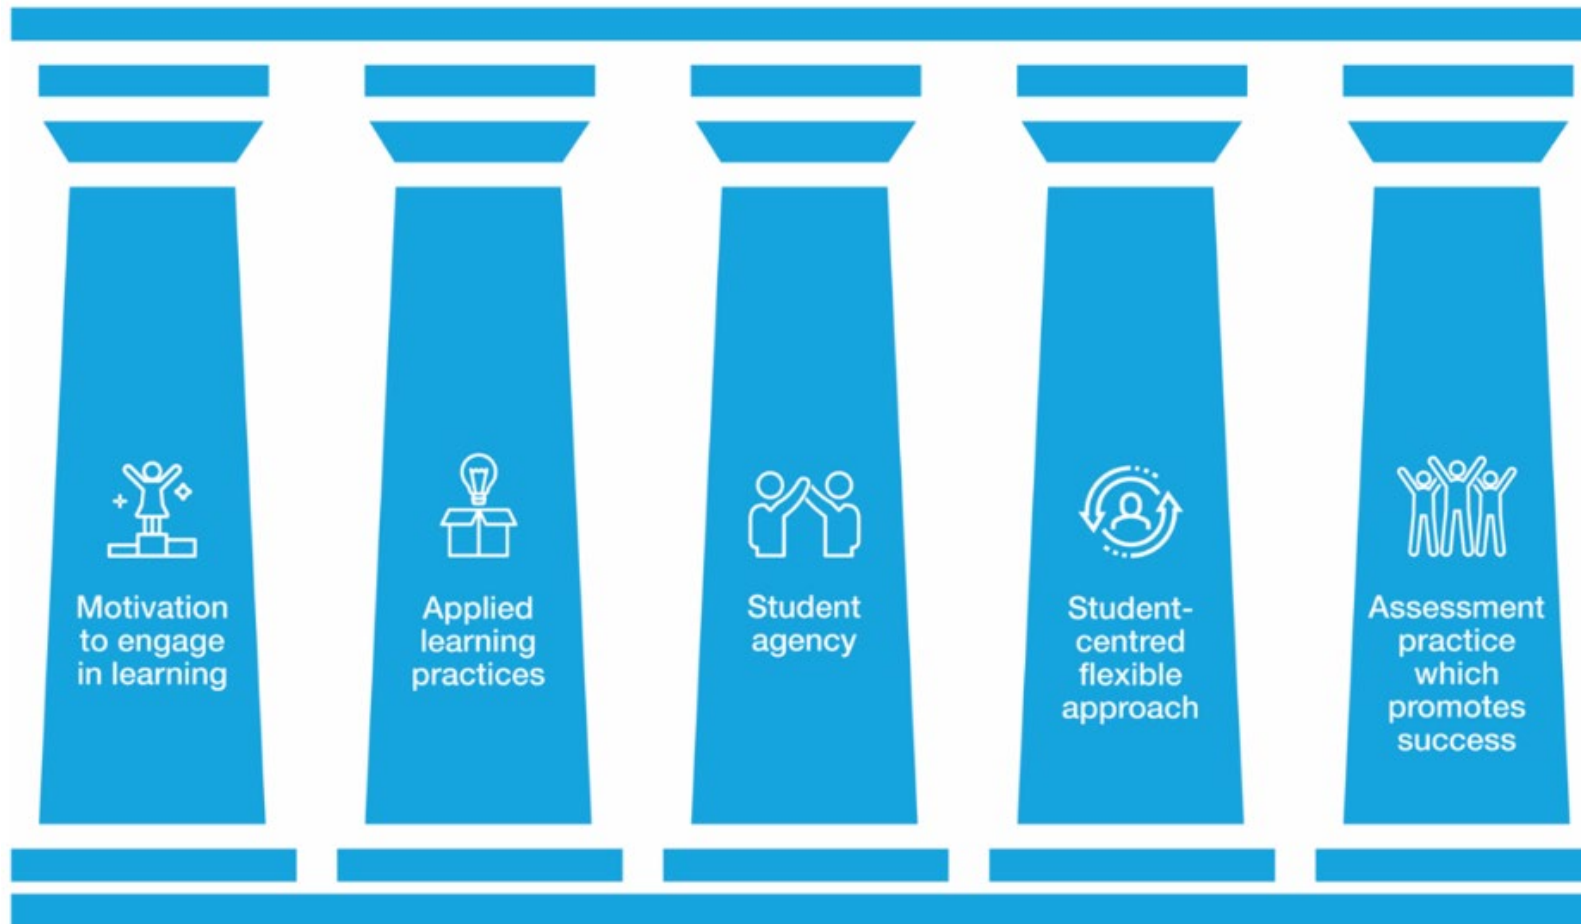 Motivation
to engage
in learning
Applied
learning
practices
Student
agency
Student-
centred
flexible
approach
Assessment
practice
which
promotes
success